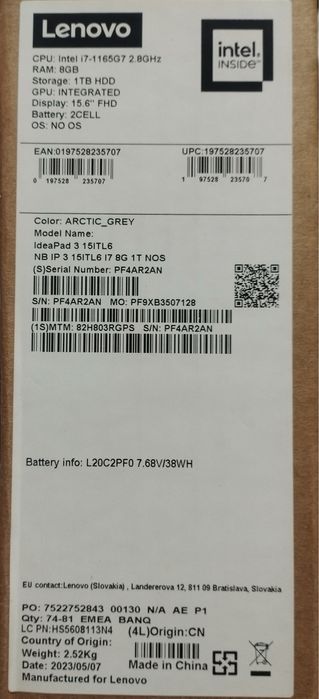 Lenovo
intel.
INSIDE™
CPU: Intel i7-1165G7 2.8GHz
RAM: 8GB
Storage: 1TB HDD
GPU: INTEGRATED
Display: 15.6" FHD
Battery: 2CELL
OS: NO OS
EAN:0197528235707 UPC:197528235707
0 197528 235707 1 97528 23570 7
Color: ARCTIC_GREY
Model Name:
IdeaPad 3 15ITL6
NB IP 3 15ITL6 I7 8G 1T NOS
(S)Serial Number: PF4AR2AN
S/N: PF4AR2AN MO: PF9XB3507128
(1S)MTM: 82H803RGPS S/N: PF4AR2AN
Battery info: L20C2PF0 7.68V/38WH
EU contact:Lenovo (Slovakia) , Landererova 12, 811 09 Bratislava, Slovakia
PO: 7522752843 00130 N/A AE P1
Qty: 74-81 EMEA BANQ
LC PN:HS5608113N4 (4L)Origin:CN
Country of Origin:
Weight: 2.52Kg
Date: 2023/05/07 Made in China
Manufactured for Lenovo